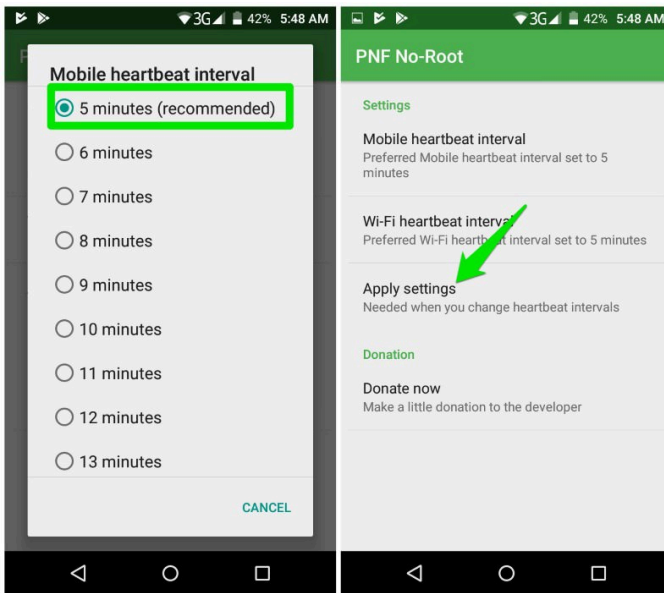 3G 42% 5:48 AM
Mobile heartbeat interval
5 minutes (recommended)
6 minutes
7 minutes
8 minutes
9 minutes
10 minutes
11 minutes
12 minutes
13 minutes
CANCEL
3G 42% 5:48 AM
PNF No-Root
Settings
Mobile heartbeat interval
Preferred Mobile heartbeat interval set to 5
minutes
Wi-Fi heartbeat interval
Preferred Wi-Fi heartbeat interval set to 5 minutes
Apply settings
Needed when you change heartbeat intervals
Donation
Donate now
Make a little donation to the developer